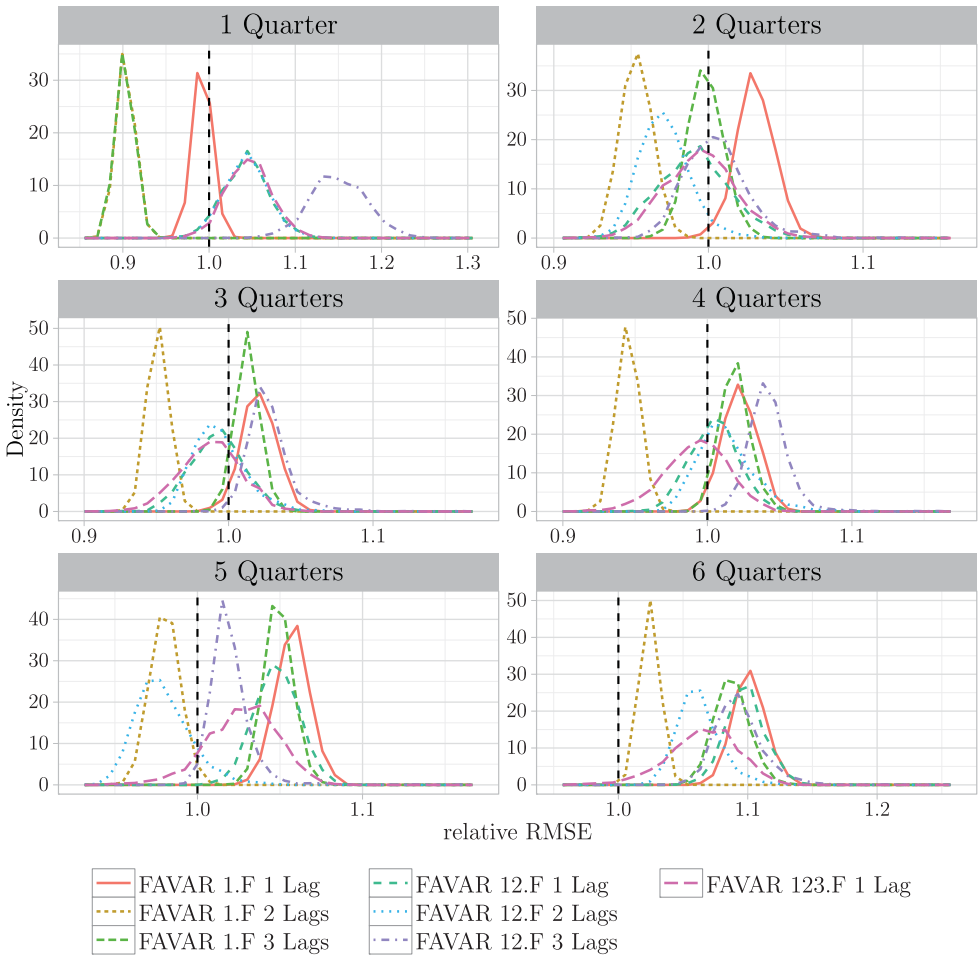 1 Quarter
2 Quarters
30
20
10
0
0.9 1.0 1.1 1.2 1.3
30
20
10
0
0.9 1.0 1.1
3 Quarters
4 Quarters
Density
50
40
30
20
10
0
0.9 1.0 1.1
50
40
30
20
10
0
0.9 1.0 1.1
5 Quarters
6 Quarters
40
30
20
10
0
1.0 1.1
50
40
30
20
10
0
1.0 1.1 1.2
relative RMSE
FAVAR 1.F 1 Lag
FAVAR 1.F 2 Lags
FAVAR 1.F 3 Lags
FAVAR 12.F 1 Lag
FAVAR 12.F 2 Lags
FAVAR 12.F 3 Lags
FAVAR 123.F 1 Lag